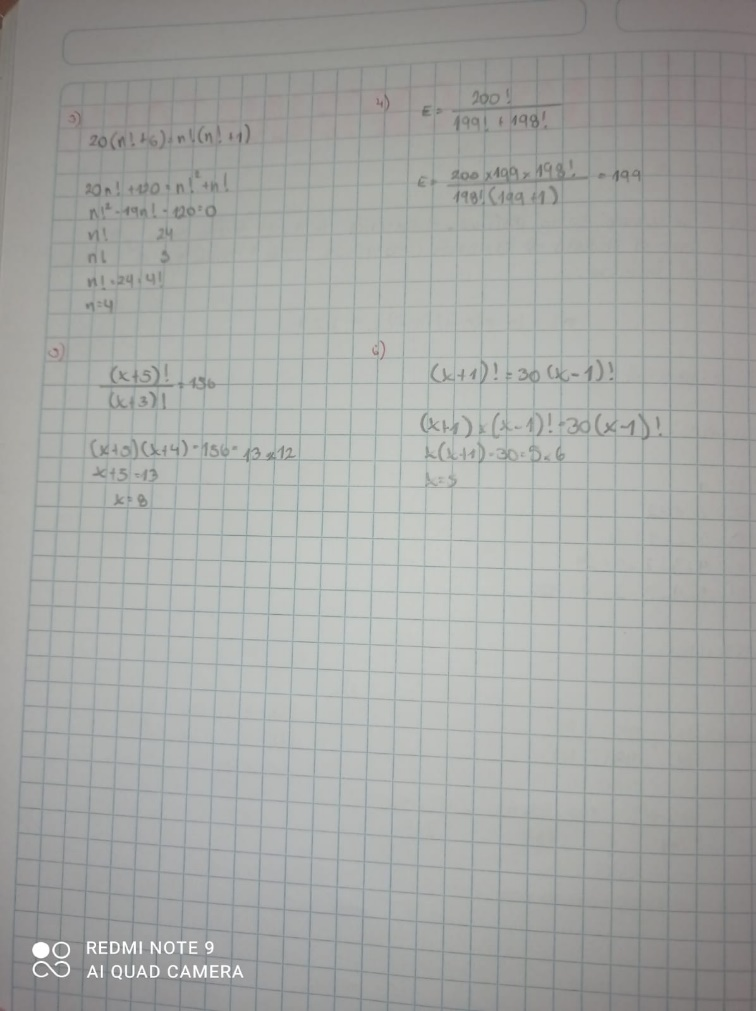 3)
20(n!+6)=n!(n!+1)
20n!+120=n!²+n!
n!²-19n!-120=0
n! 24
n! 5
n!=24=4!
n=4
4)
E= 200!
199!+198!
E= 200×199×198! =199
198!(199+1)
5)
(x+5)! =156
(x+3)!
(x+5)(x+4)=156=13×12
x+5=13
x=8
6)
(x+1)!=30(x-1)!
(x+1)x(x-1)!=30(x-1)!
x(x+1)=30=5×6
x=5
REDMI NOTE 9
AI QUAD CAMERA